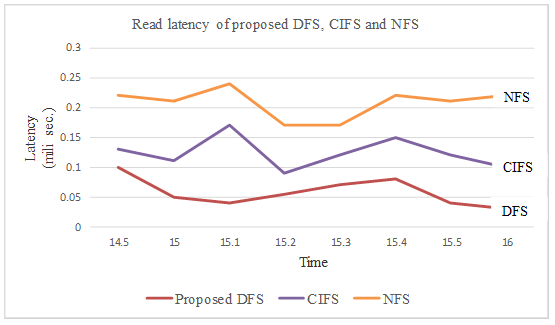 Read latency of proposed DFS, CIFS and NFS
0.3
0.25
0.2
0.15
0.1
0.05
0
Latency
(mili sec.)
NFS
CIFS
DFS
14.5 15 15.1 15.2 15.3 15.4 15.5 16
Time
Proposed DFS CIFS NFS